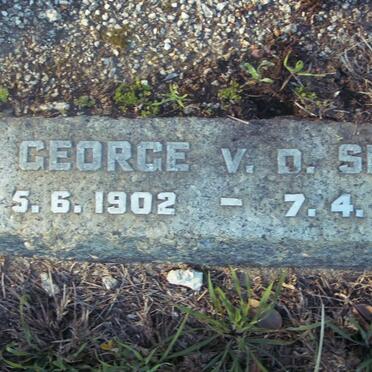 GEORGE V. D. S
5.6.1902 – 7.4.